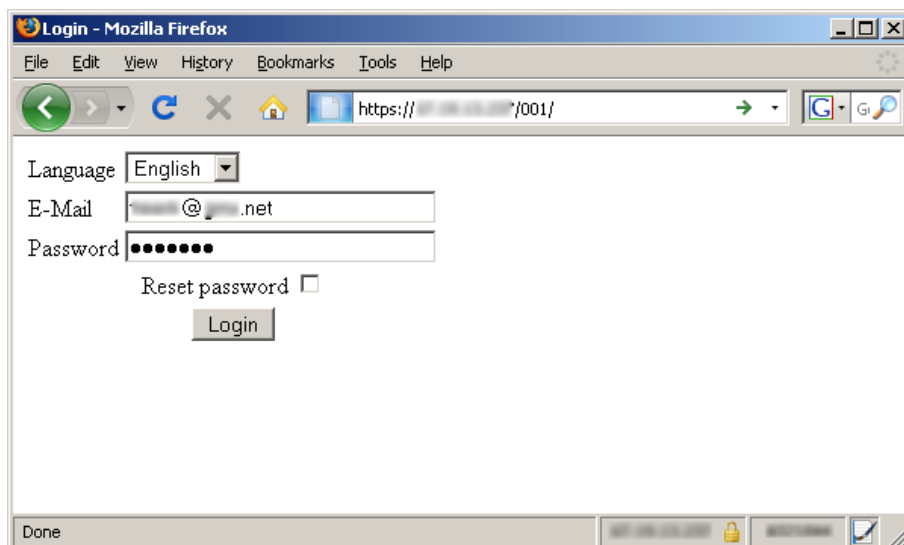 Login - Mozilla Firefox
File Edit View History Bookmarks Tools Help
https:// /001/ G G
Language English
E-Mail @ .net
Password •••••••
Reset password
Login
Done